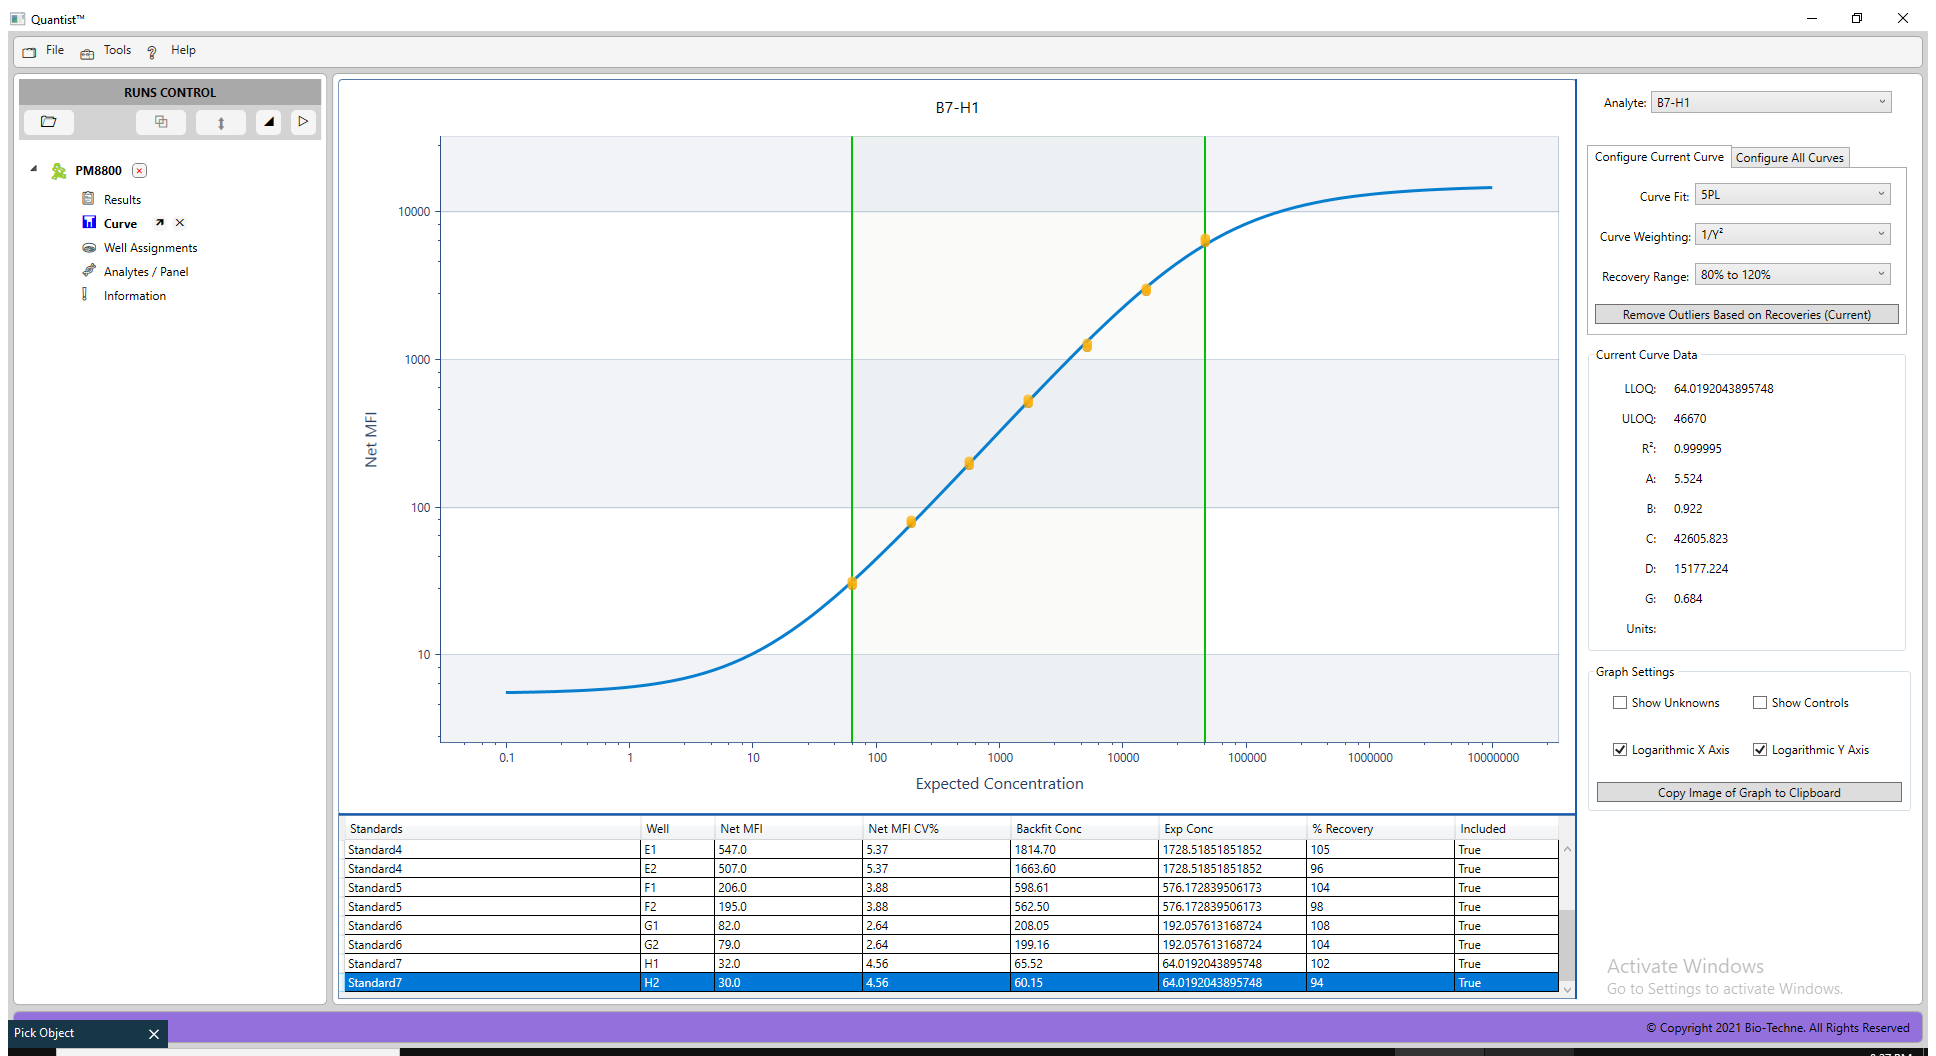 Quantist™
File Tools Help
RUNS CONTROL
PM8800
Results
Curve
Well Assignments
Analytes / Panel
Information
B7-H1
Net MFI
10000
1000
100
10
0.1 1 10 100 1000 10000 100000 1000000 10000000
Expected Concentration
Standards Well Net MFI Net MFI CV% Backfit Conc Exp Conc % Recovery Included
Standard4 E1 547.0 5.37 1814.70 1728.51851851852 105 True
Standard4 E2 507.0 5.37 1663.60 1728.51851851852 96 True
Standard5 F1 206.0 3.88 598.61 576.172839506173 104 True
Standard5 F2 195.0 3.88 562.50 576.172839506173 98 True
Standard6 G1 82.0 2.64 208.05 192.057613168724 108 True
Standard6 G2 79.0 2.64 199.16 192.057613168724 104 True
Standard7 H1 32.0 4.56 65.52 64.0192043895748 102 True
Standard7 H2 30.0 4.56 60.15 64.0192043895748 94 True
Analyte: B7-H1
Configure Current Curve Configure All Curves
Curve Fit: 5PL
Curve Weighting: 1/Y²
Recovery Range: 80% to 120%
Remove Outliers Based on Recoveries (Current)
Current Curve Data
LLOQ: 64.0192043895748
ULOQ: 46670
R²: 0.999995
A: 5.524
B: 0.922
C: 42605.823
D: 15177.224
G: 0.684
Units:
Graph Settings
Show Unknowns Show Controls
Logarithmic X Axis Logarithmic Y Axis
Copy Image of Graph to Clipboard
Activate Windows
Go to Settings to activate Windows.
Pick Object
© Copyright 2021 Bio-Techne. All Rights Reserved